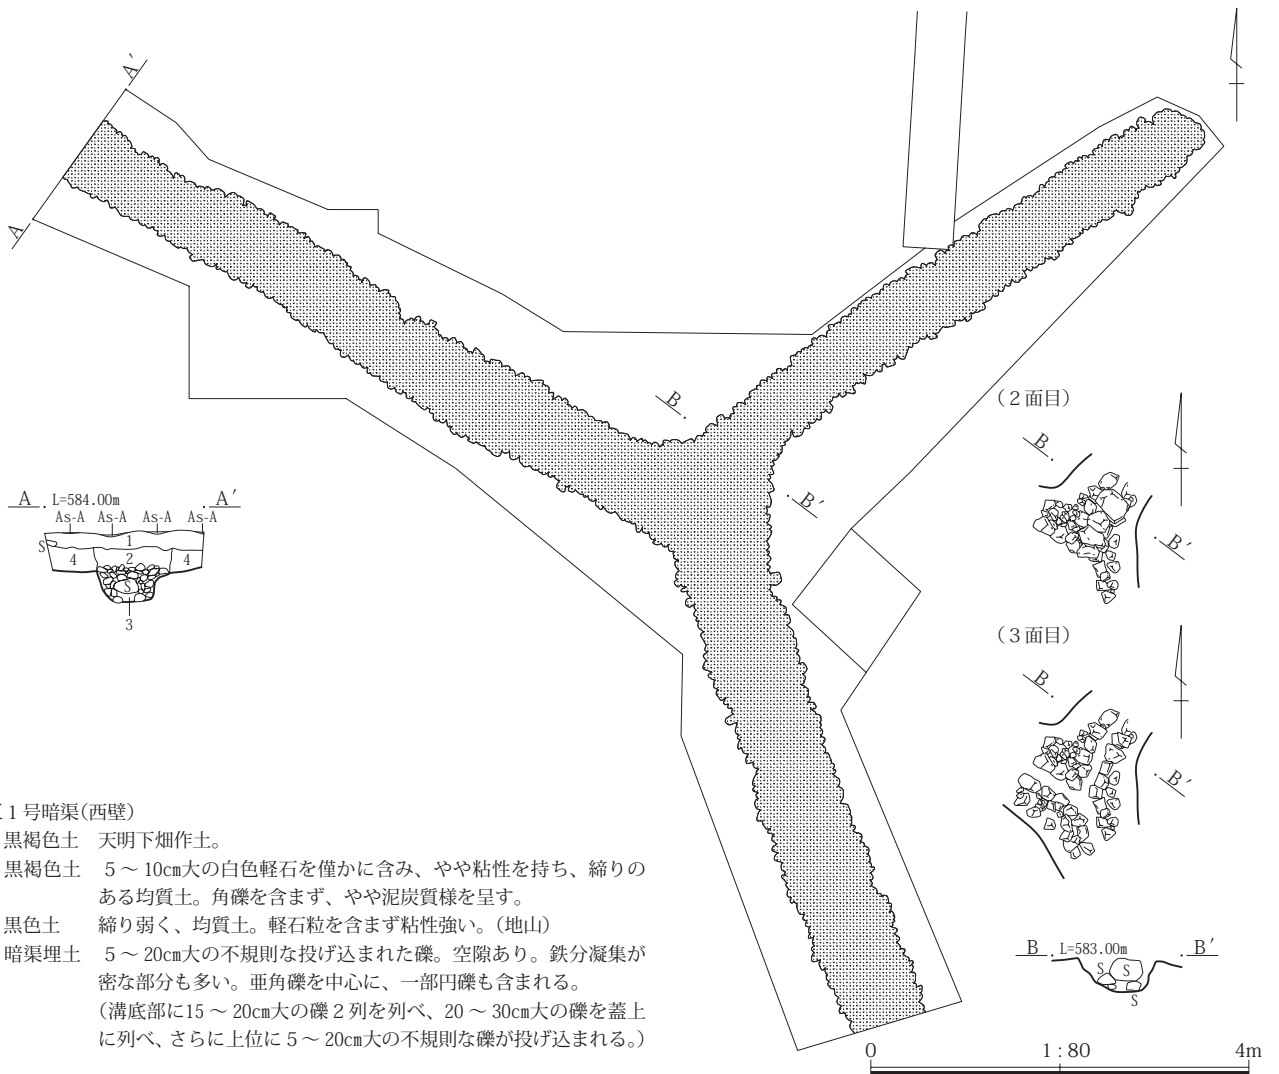 A′
A
B
B′
（２面目）
B
B′
A L=584.00m A′
As-A As-A As-A As-A
S
1
4 2 4
S
3
（３面目）
B
B′
１号暗渠(西壁)
黒褐色土　天明下畑作土。
黒褐色土　５～10㎝大の白色軽石を僅かに含み、やや粘性を持ち、締りの
ある均質土。角礫を含まず、やや泥炭質様を呈す。
黒色土　締り弱く、均質土。軽石粒を含まず粘性強い。（地山）
暗渠埋土　５～20㎝大の不規則な投げ込まれた礫。空隙あり。鉄分凝集が
密な部分も多い。亜角礫を中心に、一部円礫も含まれる。
（溝底部に15～20㎝大の礫２列を列べ、20～30㎝大の礫を蓋上
に列べ、さらに上位に５～20㎝大の不規則な礫が投げ込まれる。）
B L=583.00m B′
S S
S
0 1:80 4m